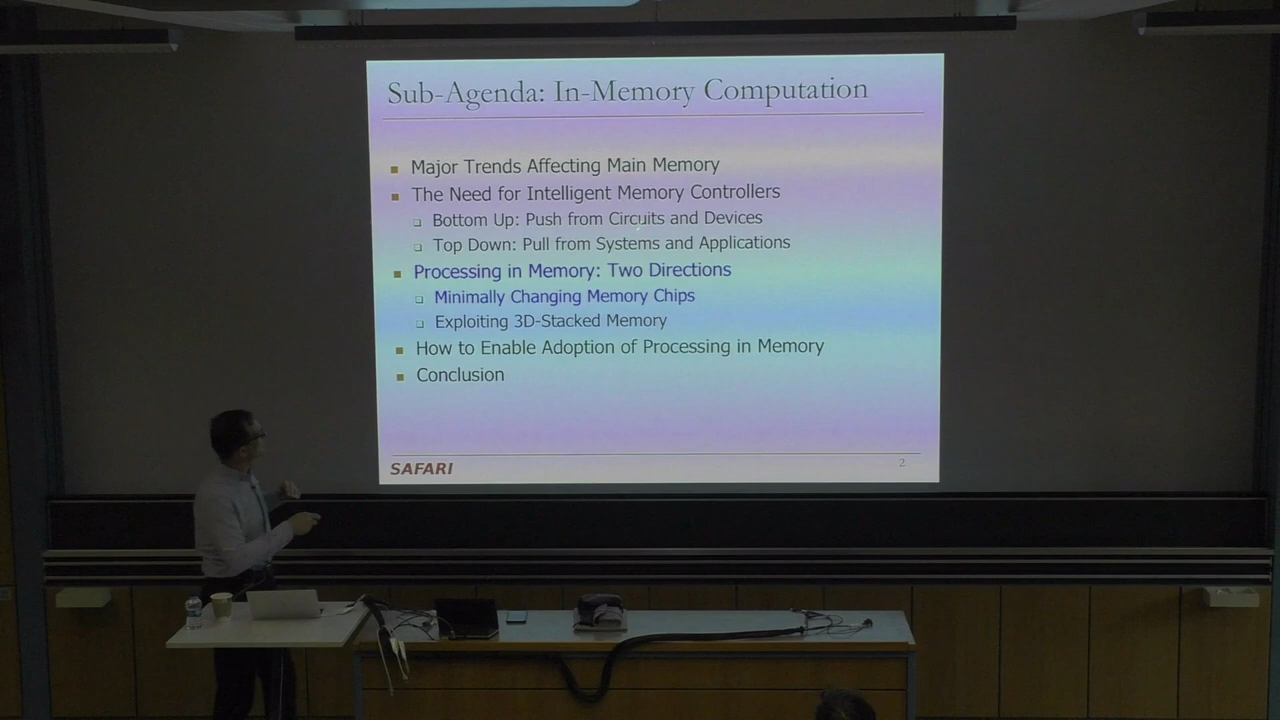 Sub-Agenda: In-Memory Computation
Major Trends Affecting Main Memory
The Need for Intelligent Memory Controllers
Bottom Up: Push from Circuits and Devices
Top Down: Pull from Systems and Applications
Processing in Memory: Two Directions
Minimally Changing Memory Chips
Exploiting 3D-Stacked Memory
How to Enable Adoption of Processing in Memory
Conclusion
SAFARI
2